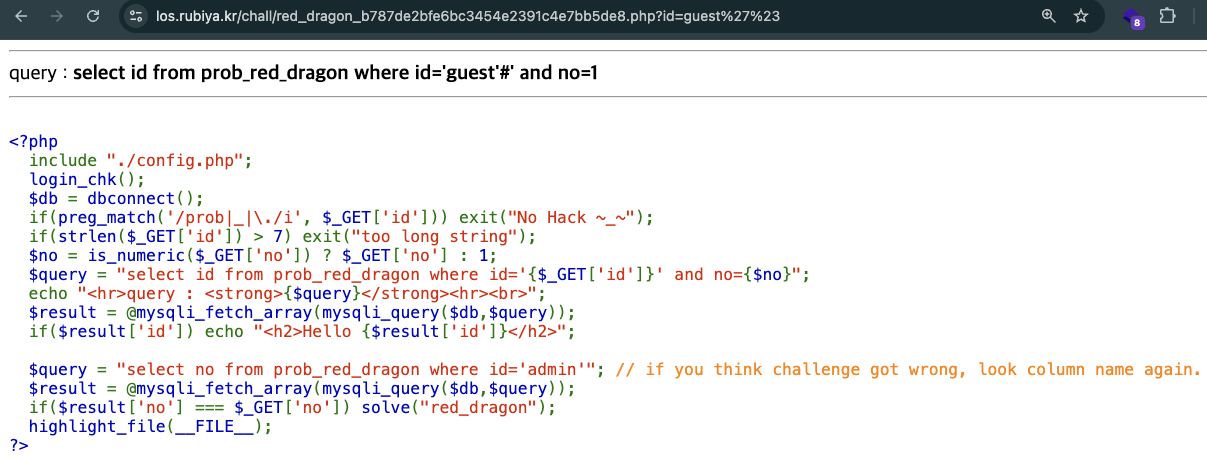 los.rubiya.kr/chall/red_dragon_b787de2bfe6bc3454e2391c4e7bb5de8.php?id=guest%27%23
8
query : select id from prob_red_dragon where id='guest'#' and no=1
<?php
  include "./config.php";
  login_chk();
  $db = dbconnect();
  if(preg_match('/prob|_|\./i', $_GET['id'])) exit("No Hack ~_~");
  if(strlen($_GET['id']) > 7) exit("too long string");
  $no = is_numeric($_GET['no']) ? $_GET['no'] : 1;
  $query = "select id from prob_red_dragon where id='{$_GET['id']}' and no={$no}";
  echo "<hr>query : <strong>{$query}</strong><hr><br>";
  $result = @mysqli_fetch_array(mysqli_query($db,$query));
  if($result['id']) echo "<h2>Hello {$result['id']}</h2>";
  $query = "select no from prob_red_dragon where id='admin'"; // if you think challenge got wrong, look column name again.
  $result = @mysqli_fetch_array(mysqli_query($db,$query));
  if($result['no'] === $_GET['no']) solve("red_dragon");
  highlight_file(__FILE__);
?>